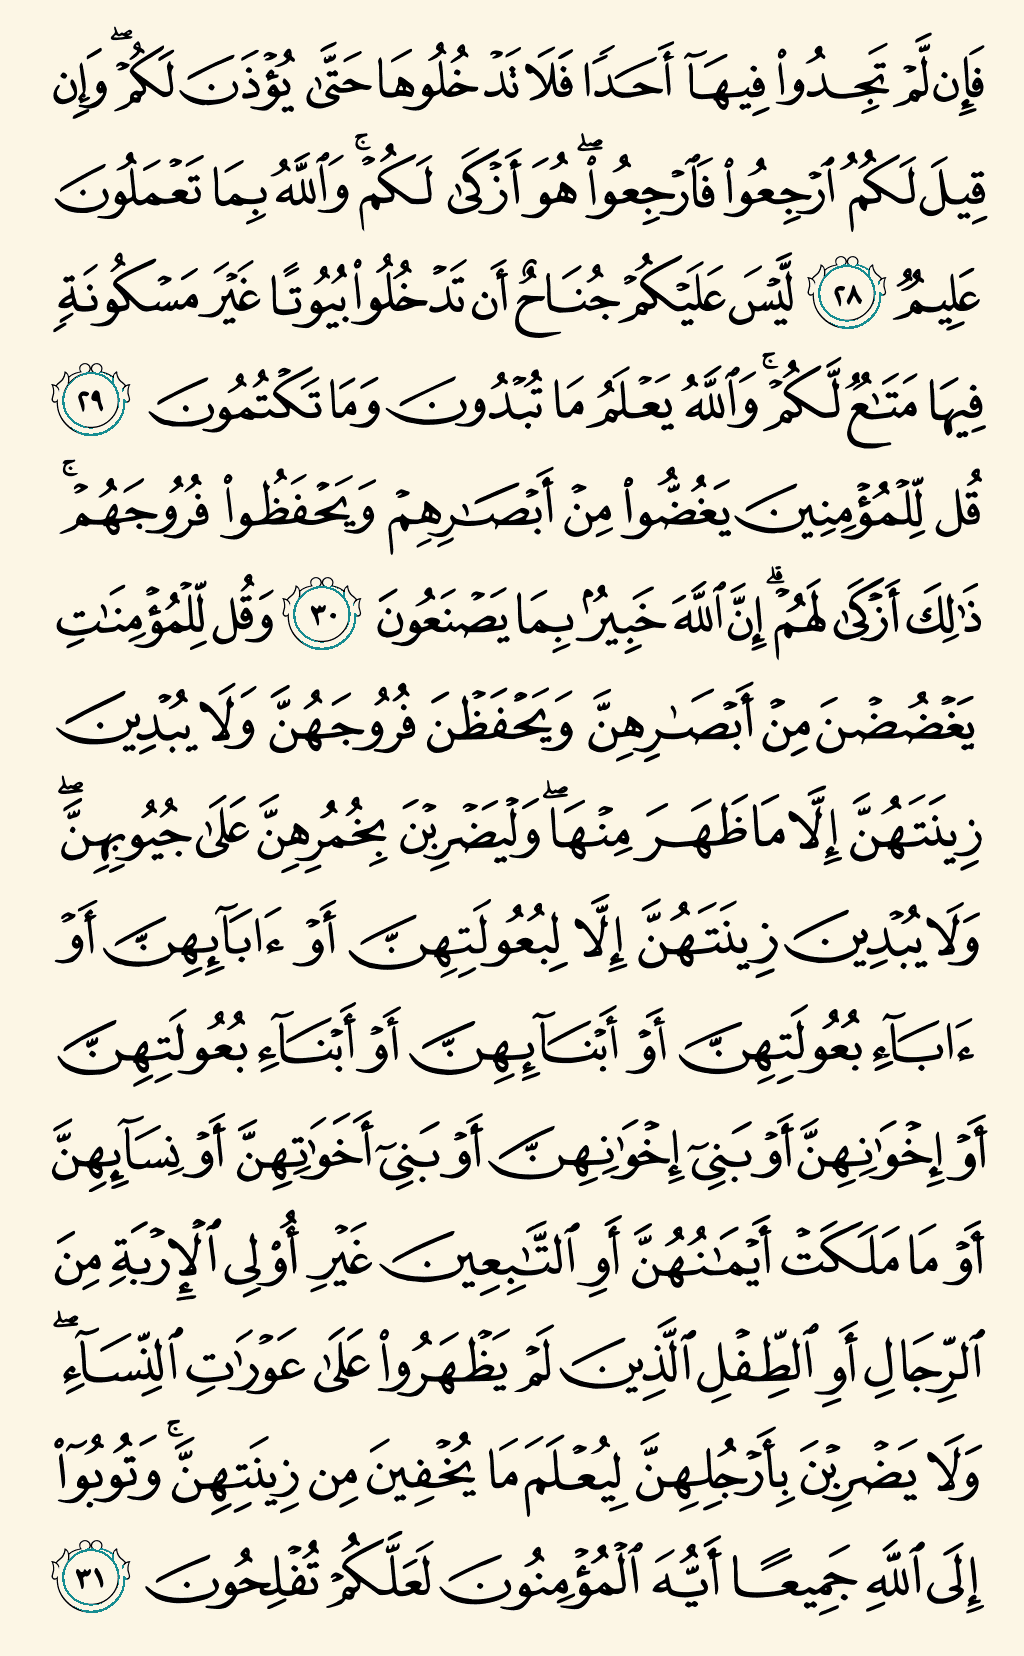 فَإِن لَّمۡ تَجِدُواْ فِيهَآ أَحَدٗا فَلَا تَدۡخُلُوهَا حَتَّىٰ يُؤۡذَنَ لَكُمۡۖ وَإِن
قِيلَ لَكُمُ ٱرۡجِعُواْ فَٱرۡجِعُواْۖ هُوَ أَزۡكَىٰ لَكُمۡۚ وَٱللَّهُ بِمَا تَعۡمَلُونَ
عَلِيمٞ ٢٨ لَّيۡسَ عَلَيۡكُمۡ جُنَاحٌ أَن تَدۡخُلُواْ بُيُوتًا غَيۡرَ مَسۡكُونَةٖ
فِيهَا مَتَٰعٞ لَّكُمۡۚ وَٱللَّهُ يَعۡلَمُ مَا تُبۡدُونَ وَمَا تَكۡتُمُونَ ٢٩
قُل لِّلۡمُؤۡمِنِينَ يَغُضُّواْ مِنۡ أَبۡصَٰرِهِمۡ وَيَحۡفَظُواْ فُرُوجَهُمۡۚ
ذَٰلِكَ أَزۡكَىٰ لَهُمۡۚ إِنَّ ٱللَّهَ خَبِيرُۢ بِمَا يَصۡنَعُونَ ٣٠ وَقُل لِّلۡمُؤۡمِنَٰتِ
يَغۡضُضۡنَ مِنۡ أَبۡصَٰرِهِنَّ وَيَحۡفَظۡنَ فُرُوجَهُنَّ وَلَا يُبۡدِينَ
زِينَتَهُنَّ إِلَّا مَا ظَهَرَ مِنۡهَاۖ وَلۡيَضۡرِبۡنَ بِخُمُرِهِنَّ عَلَىٰ جُيُوبِهِنَّۖ
وَلَا يُبۡدِينَ زِينَتَهُنَّ إِلَّا لِبُعُولَتِهِنَّ أَوۡ ءَابَآئِهِنَّ أَوۡ
ءَابَآءِ بُعُولَتِهِنَّ أَوۡ أَبۡنَآئِهِنَّ أَوۡ أَبۡنَآءِ بُعُولَتِهِنَّ
أَوۡ إِخۡوَٰنِهِنَّ أَوۡ بَنِيٓ إِخۡوَٰنِهِنَّ أَوۡ بَنِيٓ أَخَوَٰتِهِنَّ أَوۡ نِسَآئِهِنَّ
أَوۡ مَا مَلَكَتۡ أَيۡمَٰنُهُنَّ أَوِ ٱلتَّٰبِعِينَ غَيۡرِ أُوْلِي ٱلۡإِرۡبَةِ مِنَ
ٱلرِّجَالِ أَوِ ٱلطِّفۡلِ ٱلَّذِينَ لَمۡ يَظۡهَرُواْ عَلَىٰ عَوۡرَٰتِ ٱلنِّسَآءِۖ
وَلَا يَضۡرِبۡنَ بِأَرۡجُلِهِنَّ لِيُعۡلَمَ مَا يُخۡفِينَ مِن زِينَتِهِنَّۚ وَتُوبُوٓاْ
إِلَى ٱللَّهِ جَمِيعًا أَيُّهَ ٱلۡمُؤۡمِنُونَ لَعَلَّكُمۡ تُفۡلِحُونَ ٣١